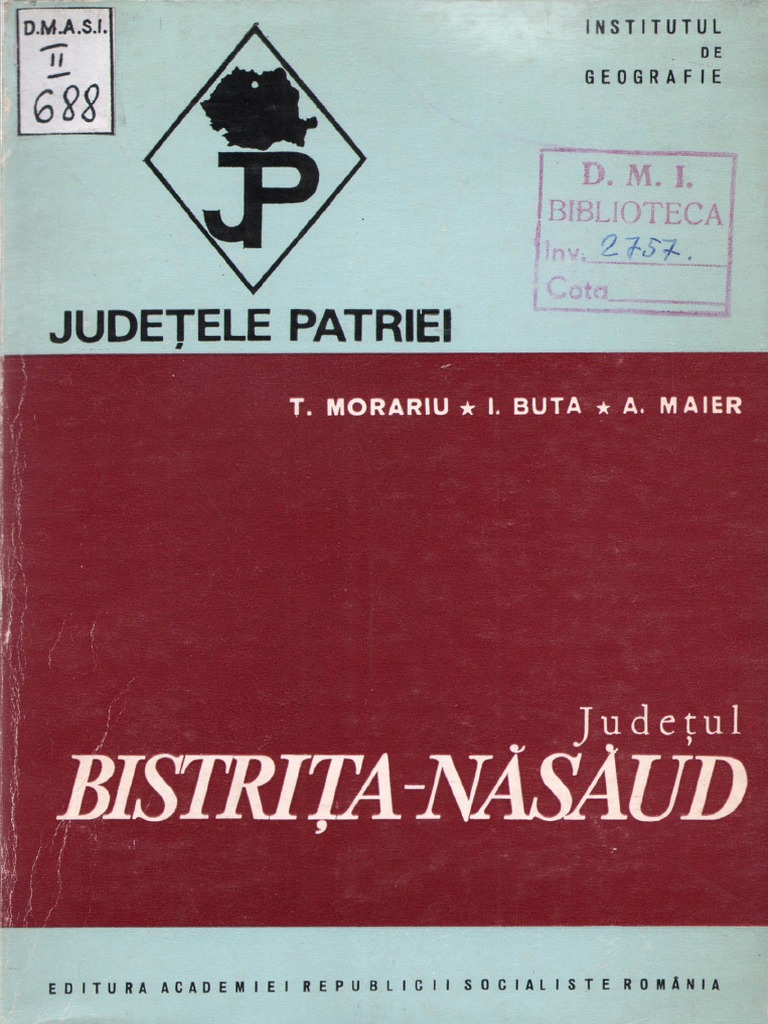 D.M.A.S.I.
II
688
INSTITUTUL
DE
GEOGRAFIE
JP
D. M. I.
BIBLIOTECA
Inv. 2757.
Cota
JUDEȚELE PATRIEI
T. MORARIU ★ I. BUTA ★ A. MAIER
Județul
BISTRIȚA-NĂSĂUD
EDITURA ACADEMIEI REPUBLICII SOCIALISTE ROMÂNIA